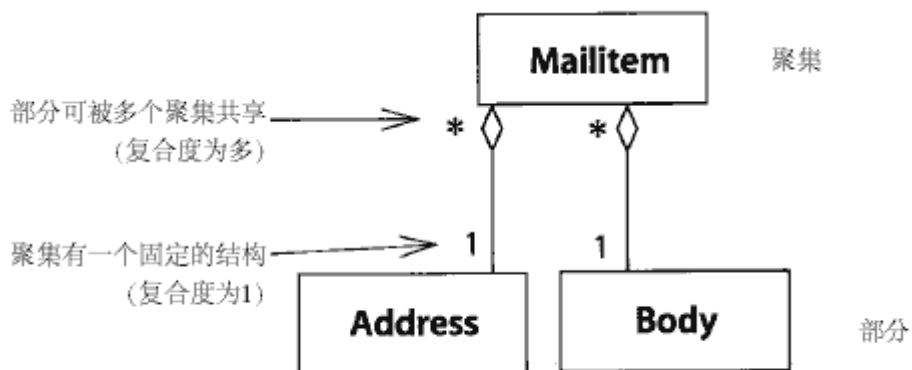 Mailitem
聚集
部分可被多个聚集共享
(复合度为多)
*
*
聚集有一个固定的结构
(复合度为1)
1
1
Address
Body
部分